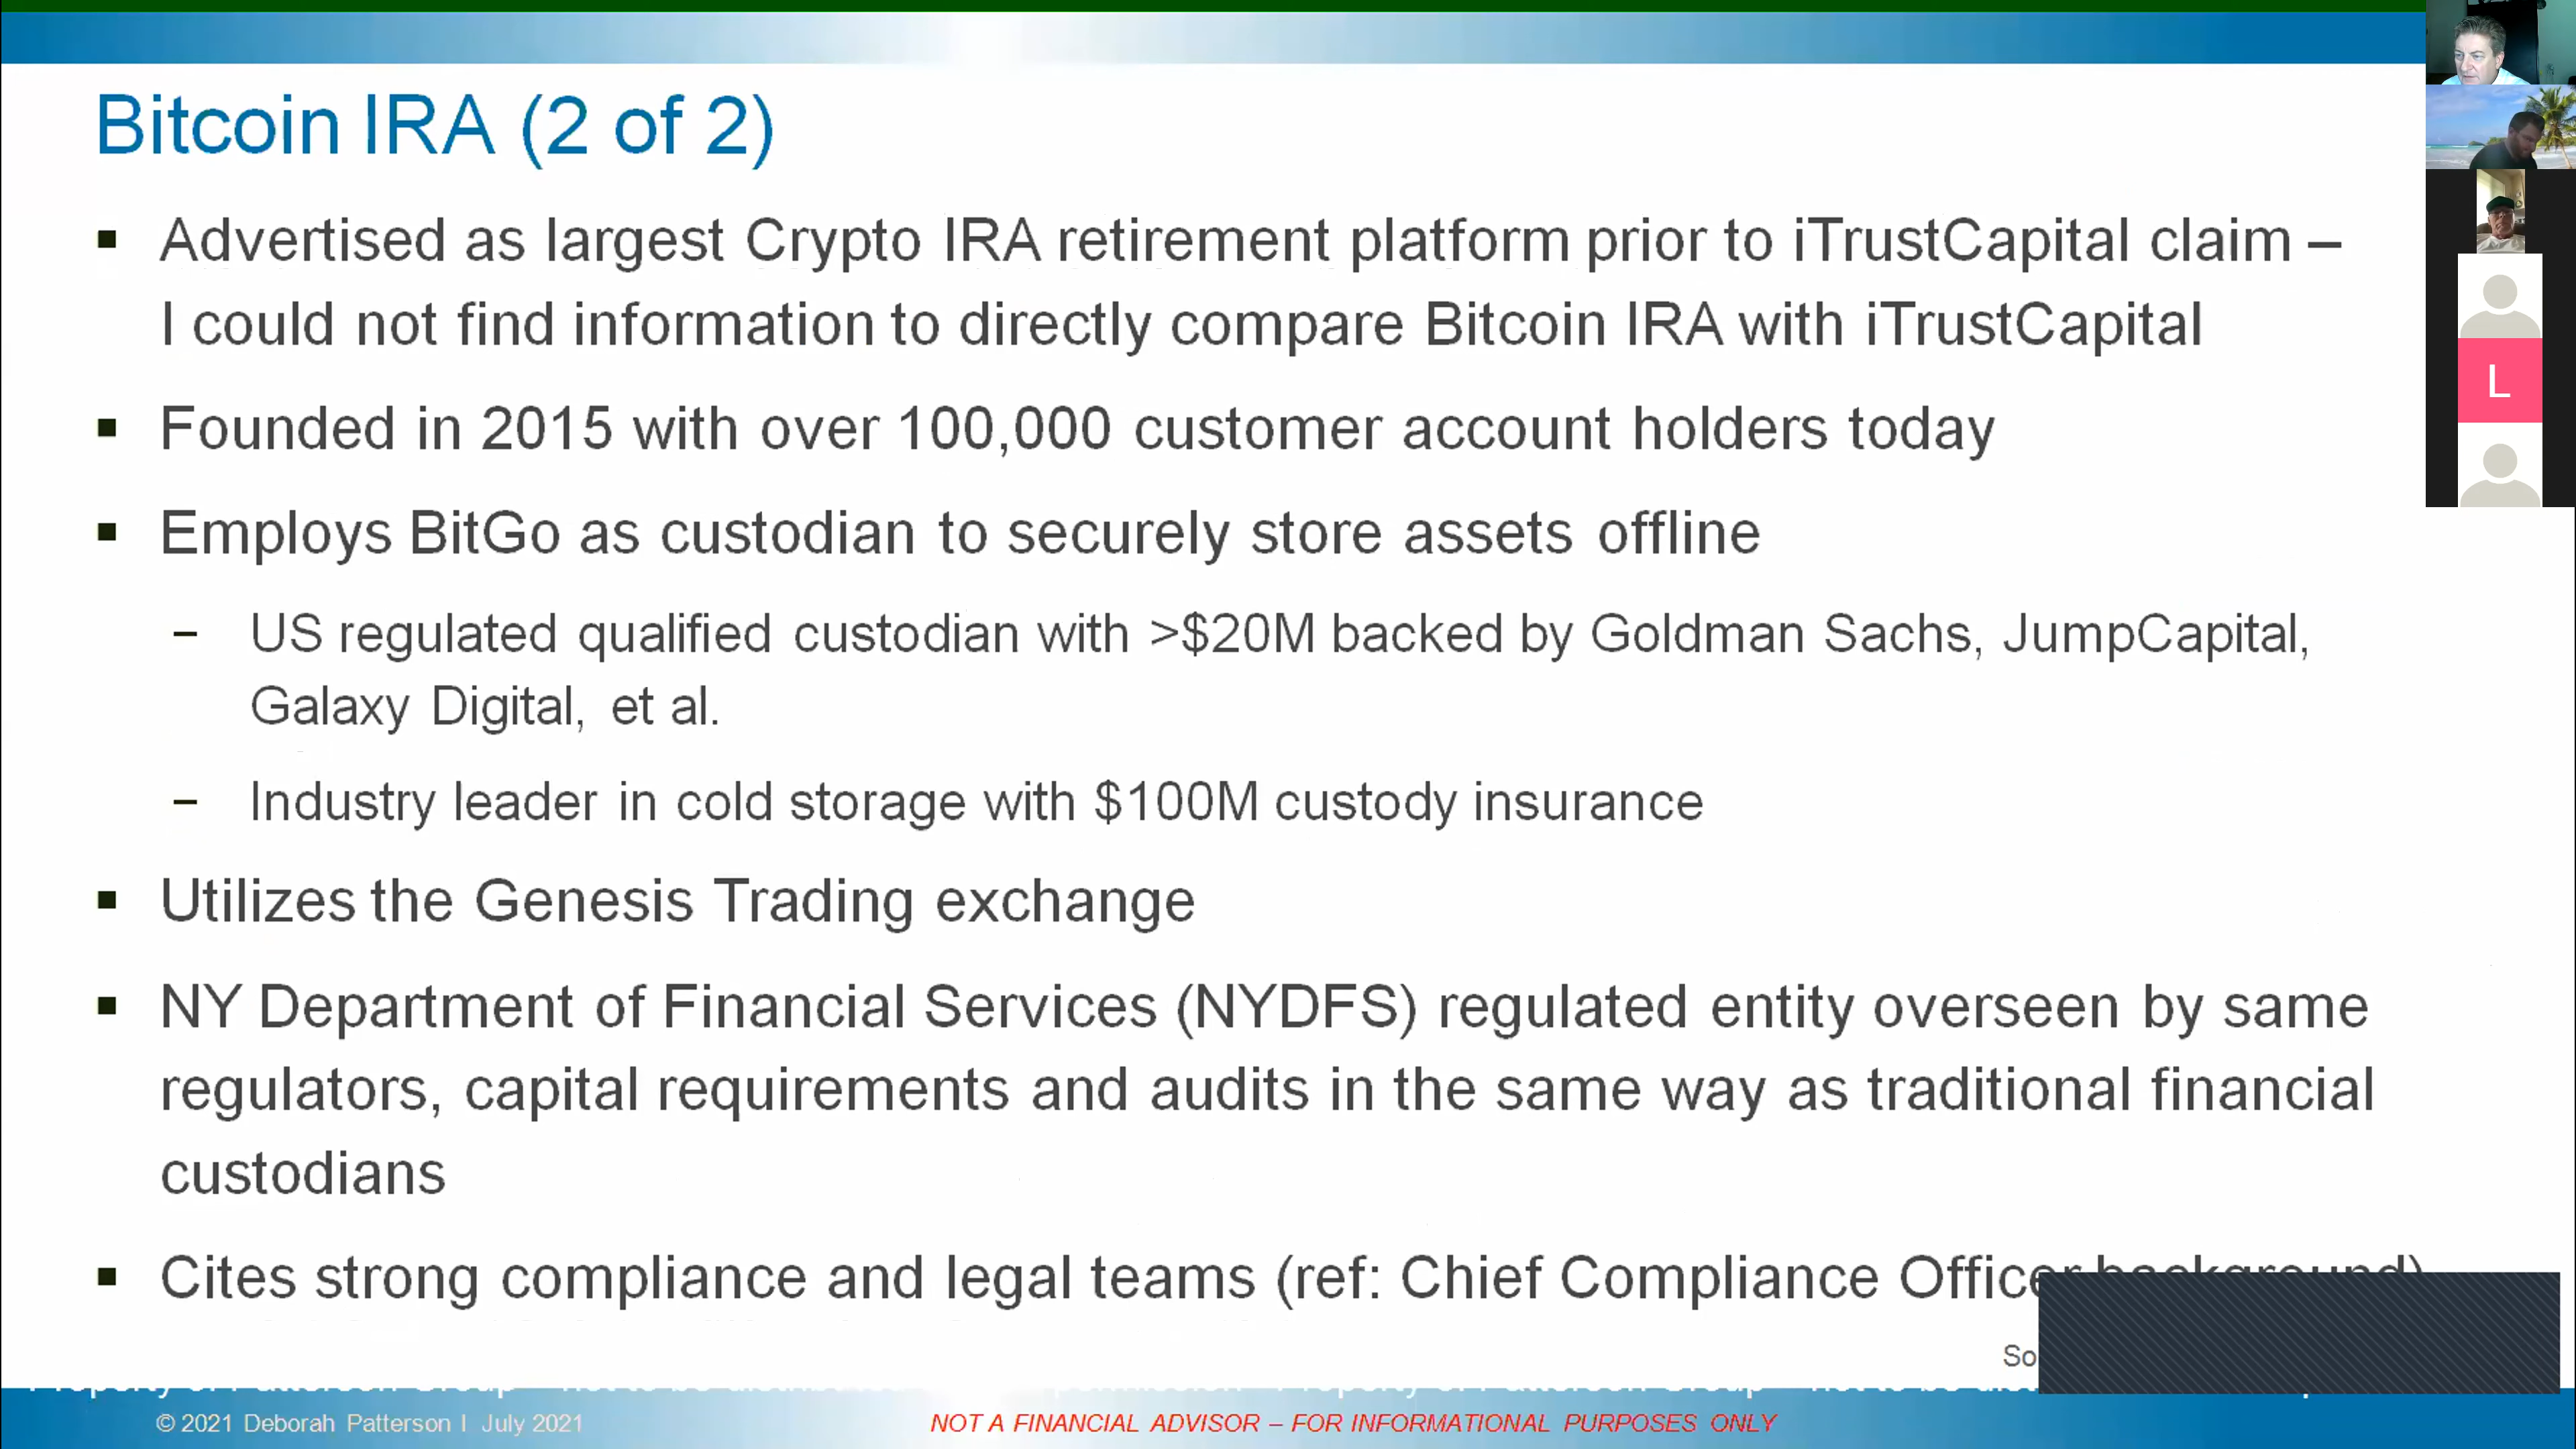 Bitcoin IRA (2 of 2)
▪ Advertised as largest Crypto IRA retirement platform prior to iTrustCapital claim –
I could not find information to directly compare Bitcoin IRA with iTrustCapital
▪ Founded in 2015 with over 100,000 customer account holders today
▪ Employs BitGo as custodian to securely store assets offline
– US regulated qualified custodian with >$20M backed by Goldman Sachs, JumpCapital,
Galaxy Digital, et al.
– Industry leader in cold storage with $100M custody insurance
▪ Utilizes the Genesis Trading exchange
▪ NY Department of Financial Services (NYDFS) regulated entity overseen by same
regulators, capital requirements and audits in the same way as traditional financial
custodians
▪ Cites strong compliance and legal teams (ref: Chief Compliance Officer background)
L
© 2021 Deborah Patterson I July 2021
NOT A FINANCIAL ADVISOR – FOR INFORMATIONAL PURPOSES ONLY